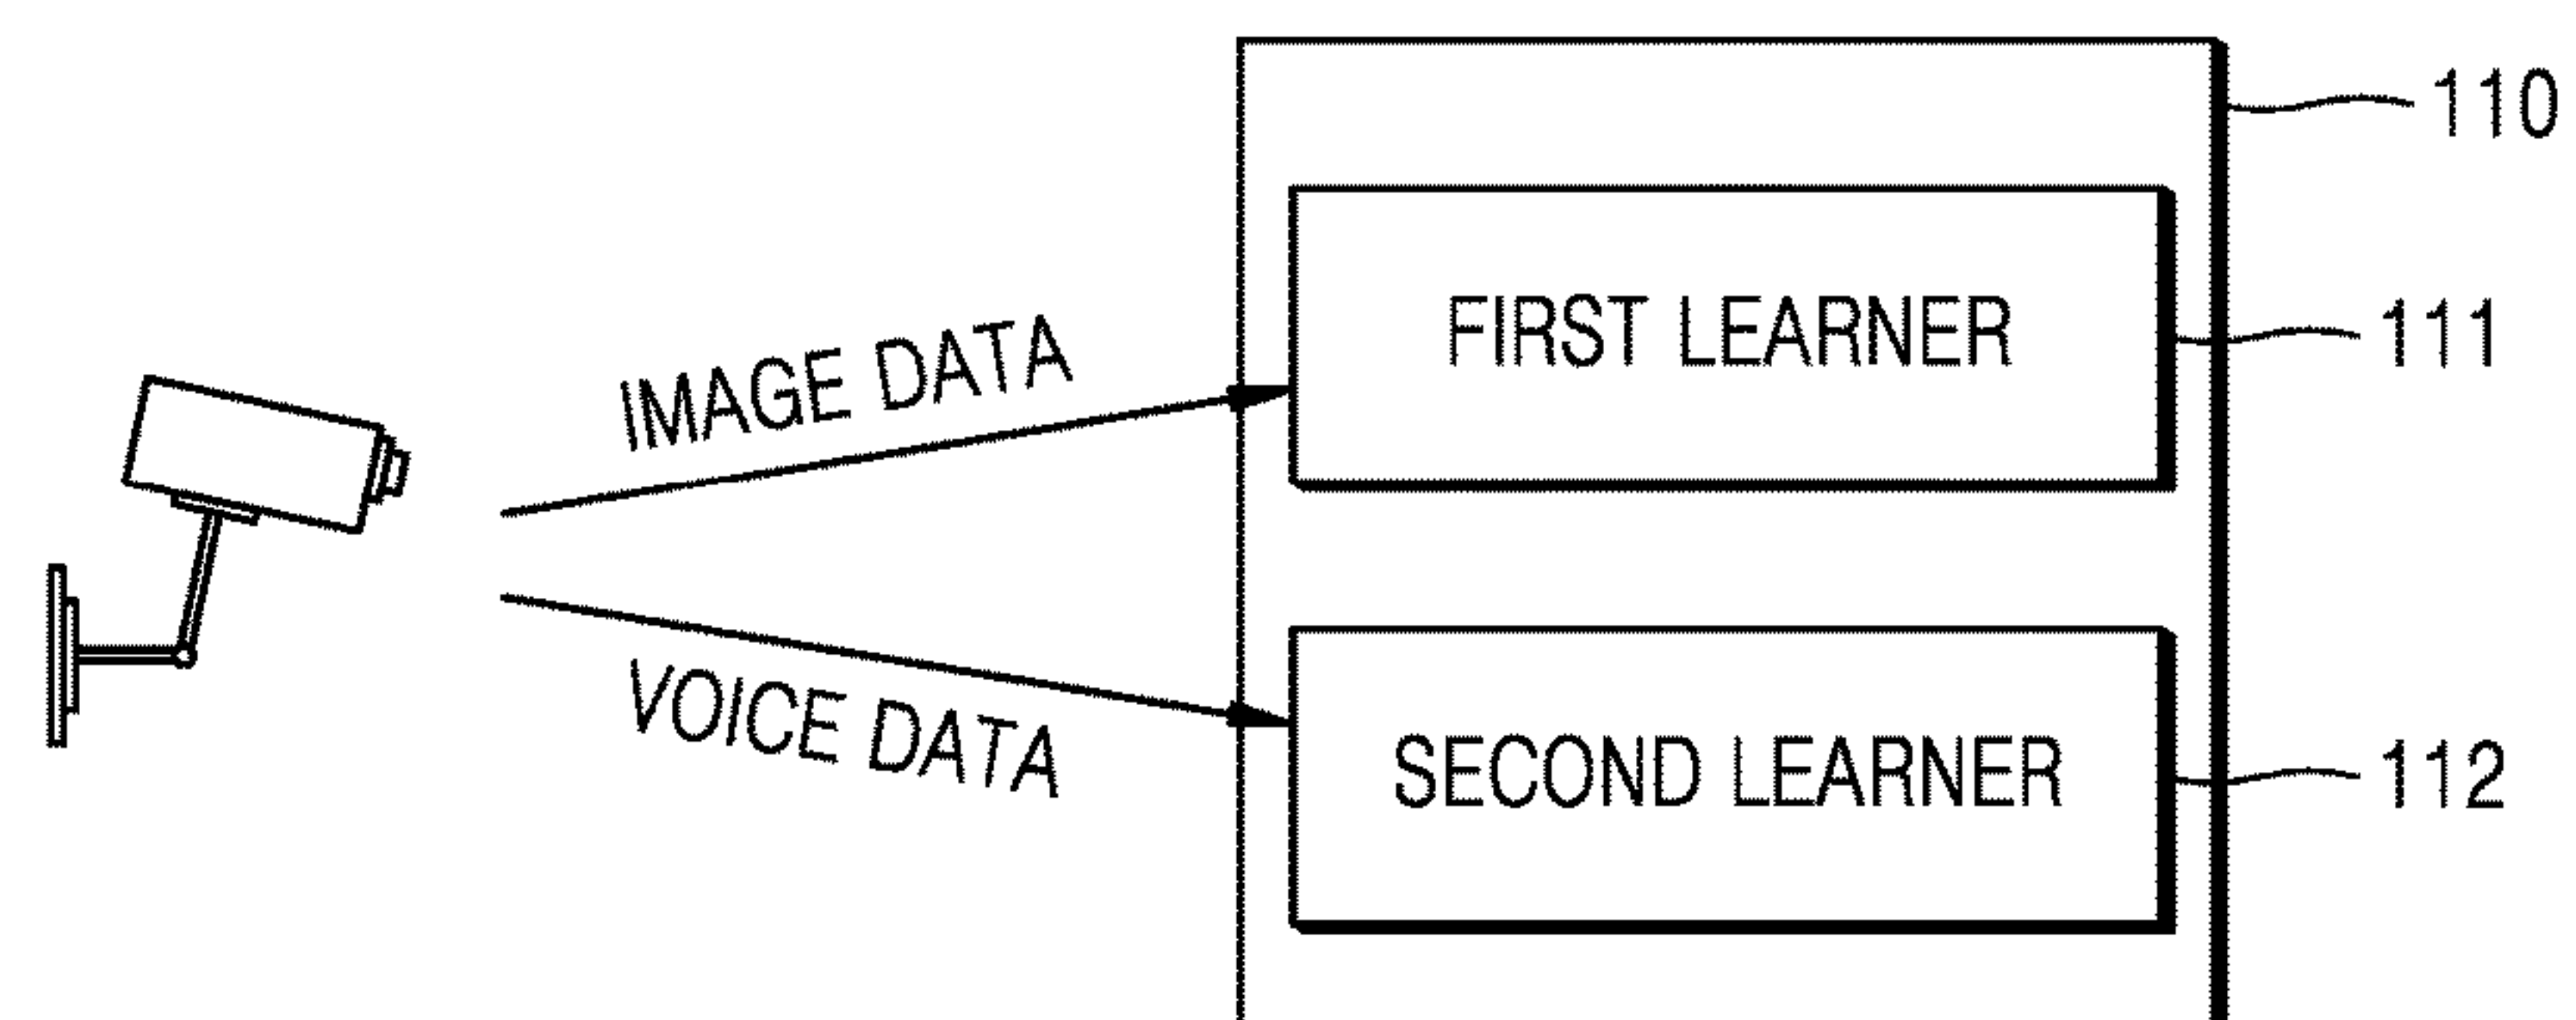 110
IMAGE DATA
FIRST LEARNER
111
VOICE DATA
SECOND LEARNER
112